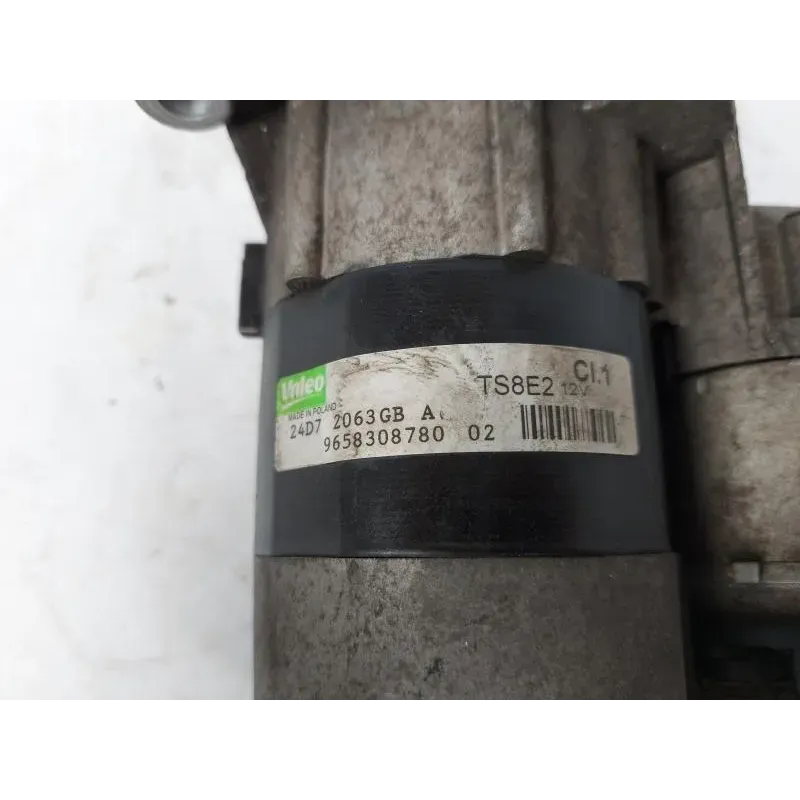 Valeo
MADE IN POLAND
TS8E2 12V Cl.1
24D7 2063GB A
9658308780 02